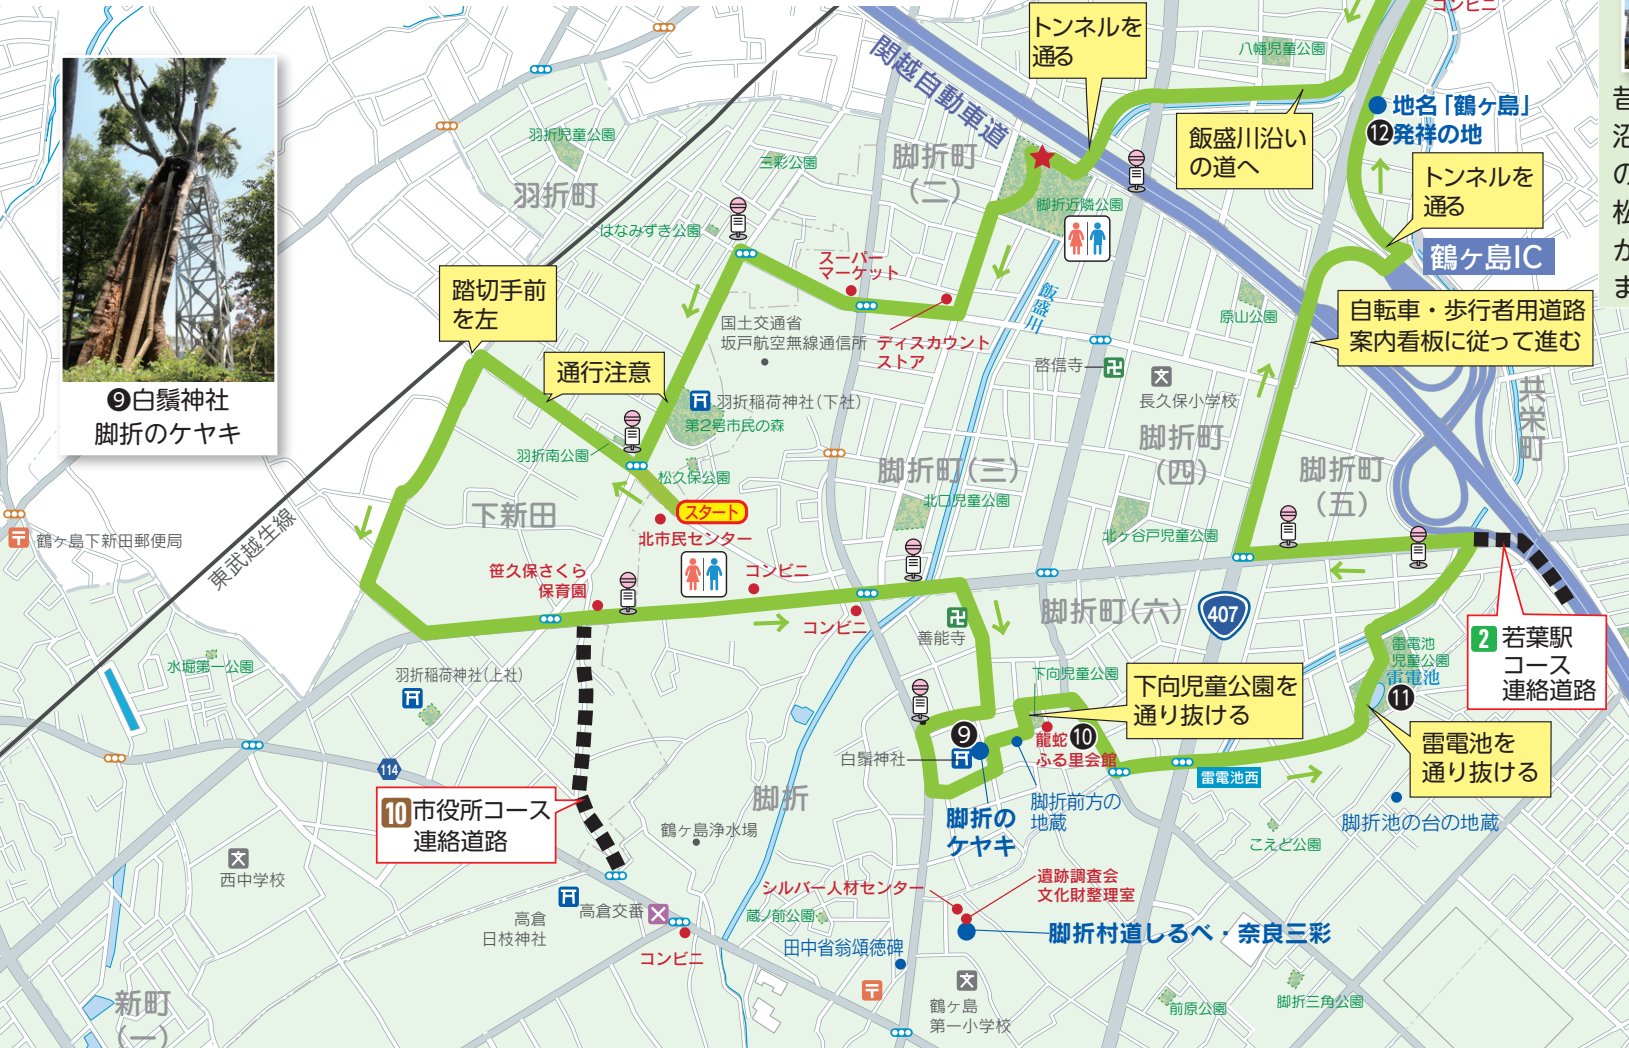 コンビニ
トンネルを
通る
関越自動車道
八幡児童公園
地名「鶴ヶ島」
⓬発祥の地
昔
沼
の
松
か
ま
飯盛川沿い
の道へ
トンネルを
通る
鶴ヶ島IC
自転車・歩行者用道路
案内看板に従って進む
羽折児童公園
三彩公園
脚折町
(二)
羽折町
はなみずき公園
脚折近隣公園
スーパー
マーケット
飯盛川
踏切手前
を左
国土交通省
坂戸航空無線通信所
ディスカウント
ストア
原山公園
通行注意
啓信寺
文
長久保小学校
共栄町
❾白鬚神社
脚折のケヤキ
羽折稲荷神社(下社)
第2号市民の森
羽折南公園
松久保公園
脚折町(三)
脚折町
(四)
脚折町
(五)
下新田
スタート
北市民センター
北口児童公園
北ヶ谷戸児童公園
鶴ヶ島下新田郵便局
東武越生線
笹久保さくら
保育園
コンビニ
コンビニ
善能寺
脚折町(六)
407
2 若葉駅
コース
連絡道路
雷電池
児童公園
雷電池
⓫
水堀第一公園
羽折稲荷神社(上社)
下向児童公園
下向児童公園を
通り抜ける
❾
龍蛇❿
ふる里会館
白鬚神社
雷電池を
通り抜ける
雷電池西
114
10 市役所コース
連絡道路
脚折
脚折の
ケヤキ
脚折前方の
地蔵
脚折池の台の地蔵
鶴ヶ島浄水場
こえど公園
文
西中学校
シルバー人材センター
遺跡調査会
文化財整理室
高倉
日枝神社
高倉交番
蔵ノ前公園
脚折村道しるべ・奈良三彩
コンビニ
田中省翁頌徳碑
文
鶴ヶ島
第一小学校
前原公園
脚折三角公園
新町
(一)